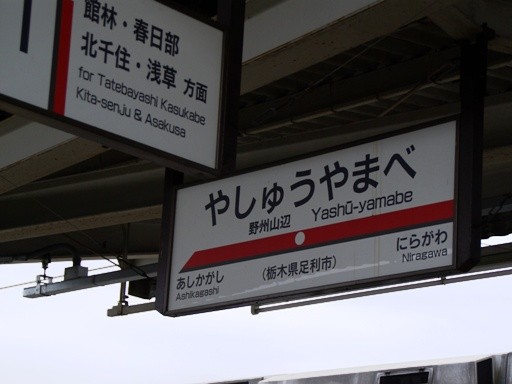 館林・春日部
北千住・浅草 方面
for Tatebayashi Kasukabe
Kita-senju & Asakusa
やしゅうやまべ
野州山辺 Yashū-yamabe
あしかがし にらがわ
Ashikagashi (栃木県足利市) Niragawa